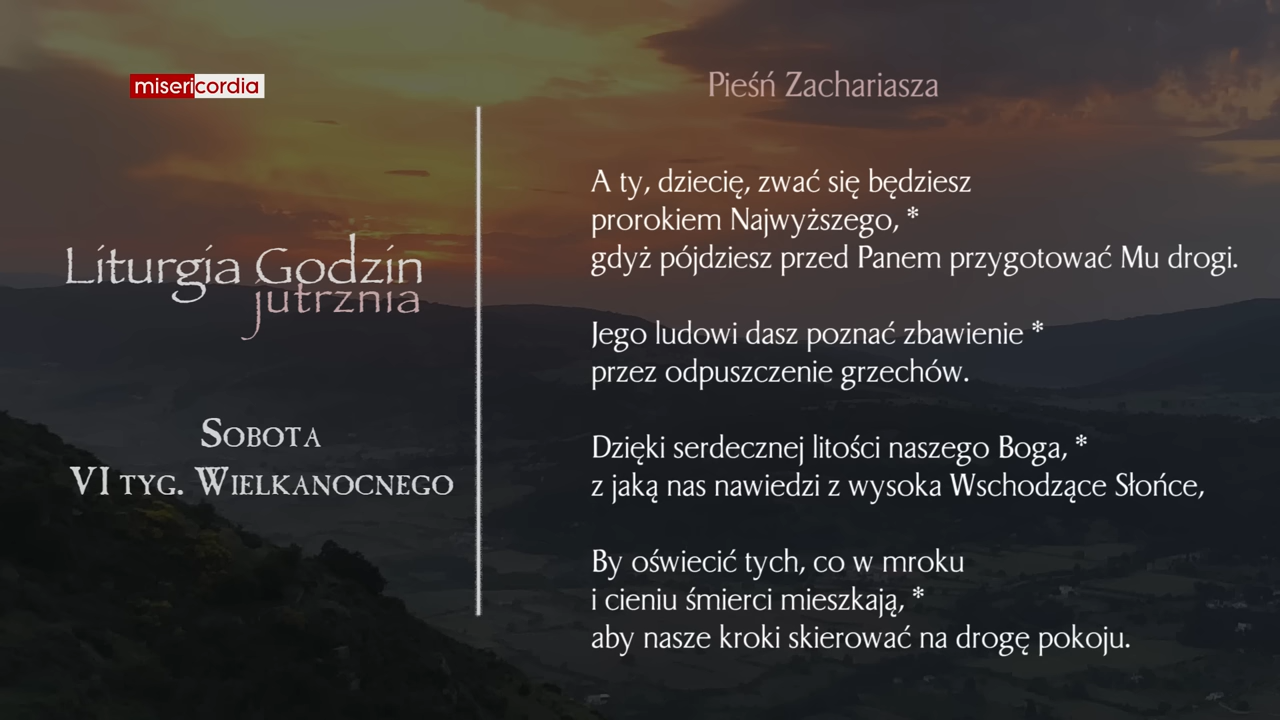 misericordia
Liturgia Godzin
jutrznia
Sobota
VI tyg. Wielkanocnego
Pieśń Zachariasza
A ty, dziecię, zwać się będziesz
prorokiem Najwyższego, *
gdyż pójdziesz przed Panem przygotować Mu drogi.
Jego ludowi dasz poznać zbawienie *
przez odpuszczenie grzechów.
Dzięki serdecznej litości naszego Boga, *
z jaką nas nawiedzi z wysoka Wschodzące Słońce,
By oświecić tych, co w mroku
i cieniu śmierci mieszkają, *
aby nasze kroki skierować na drogę pokoju.